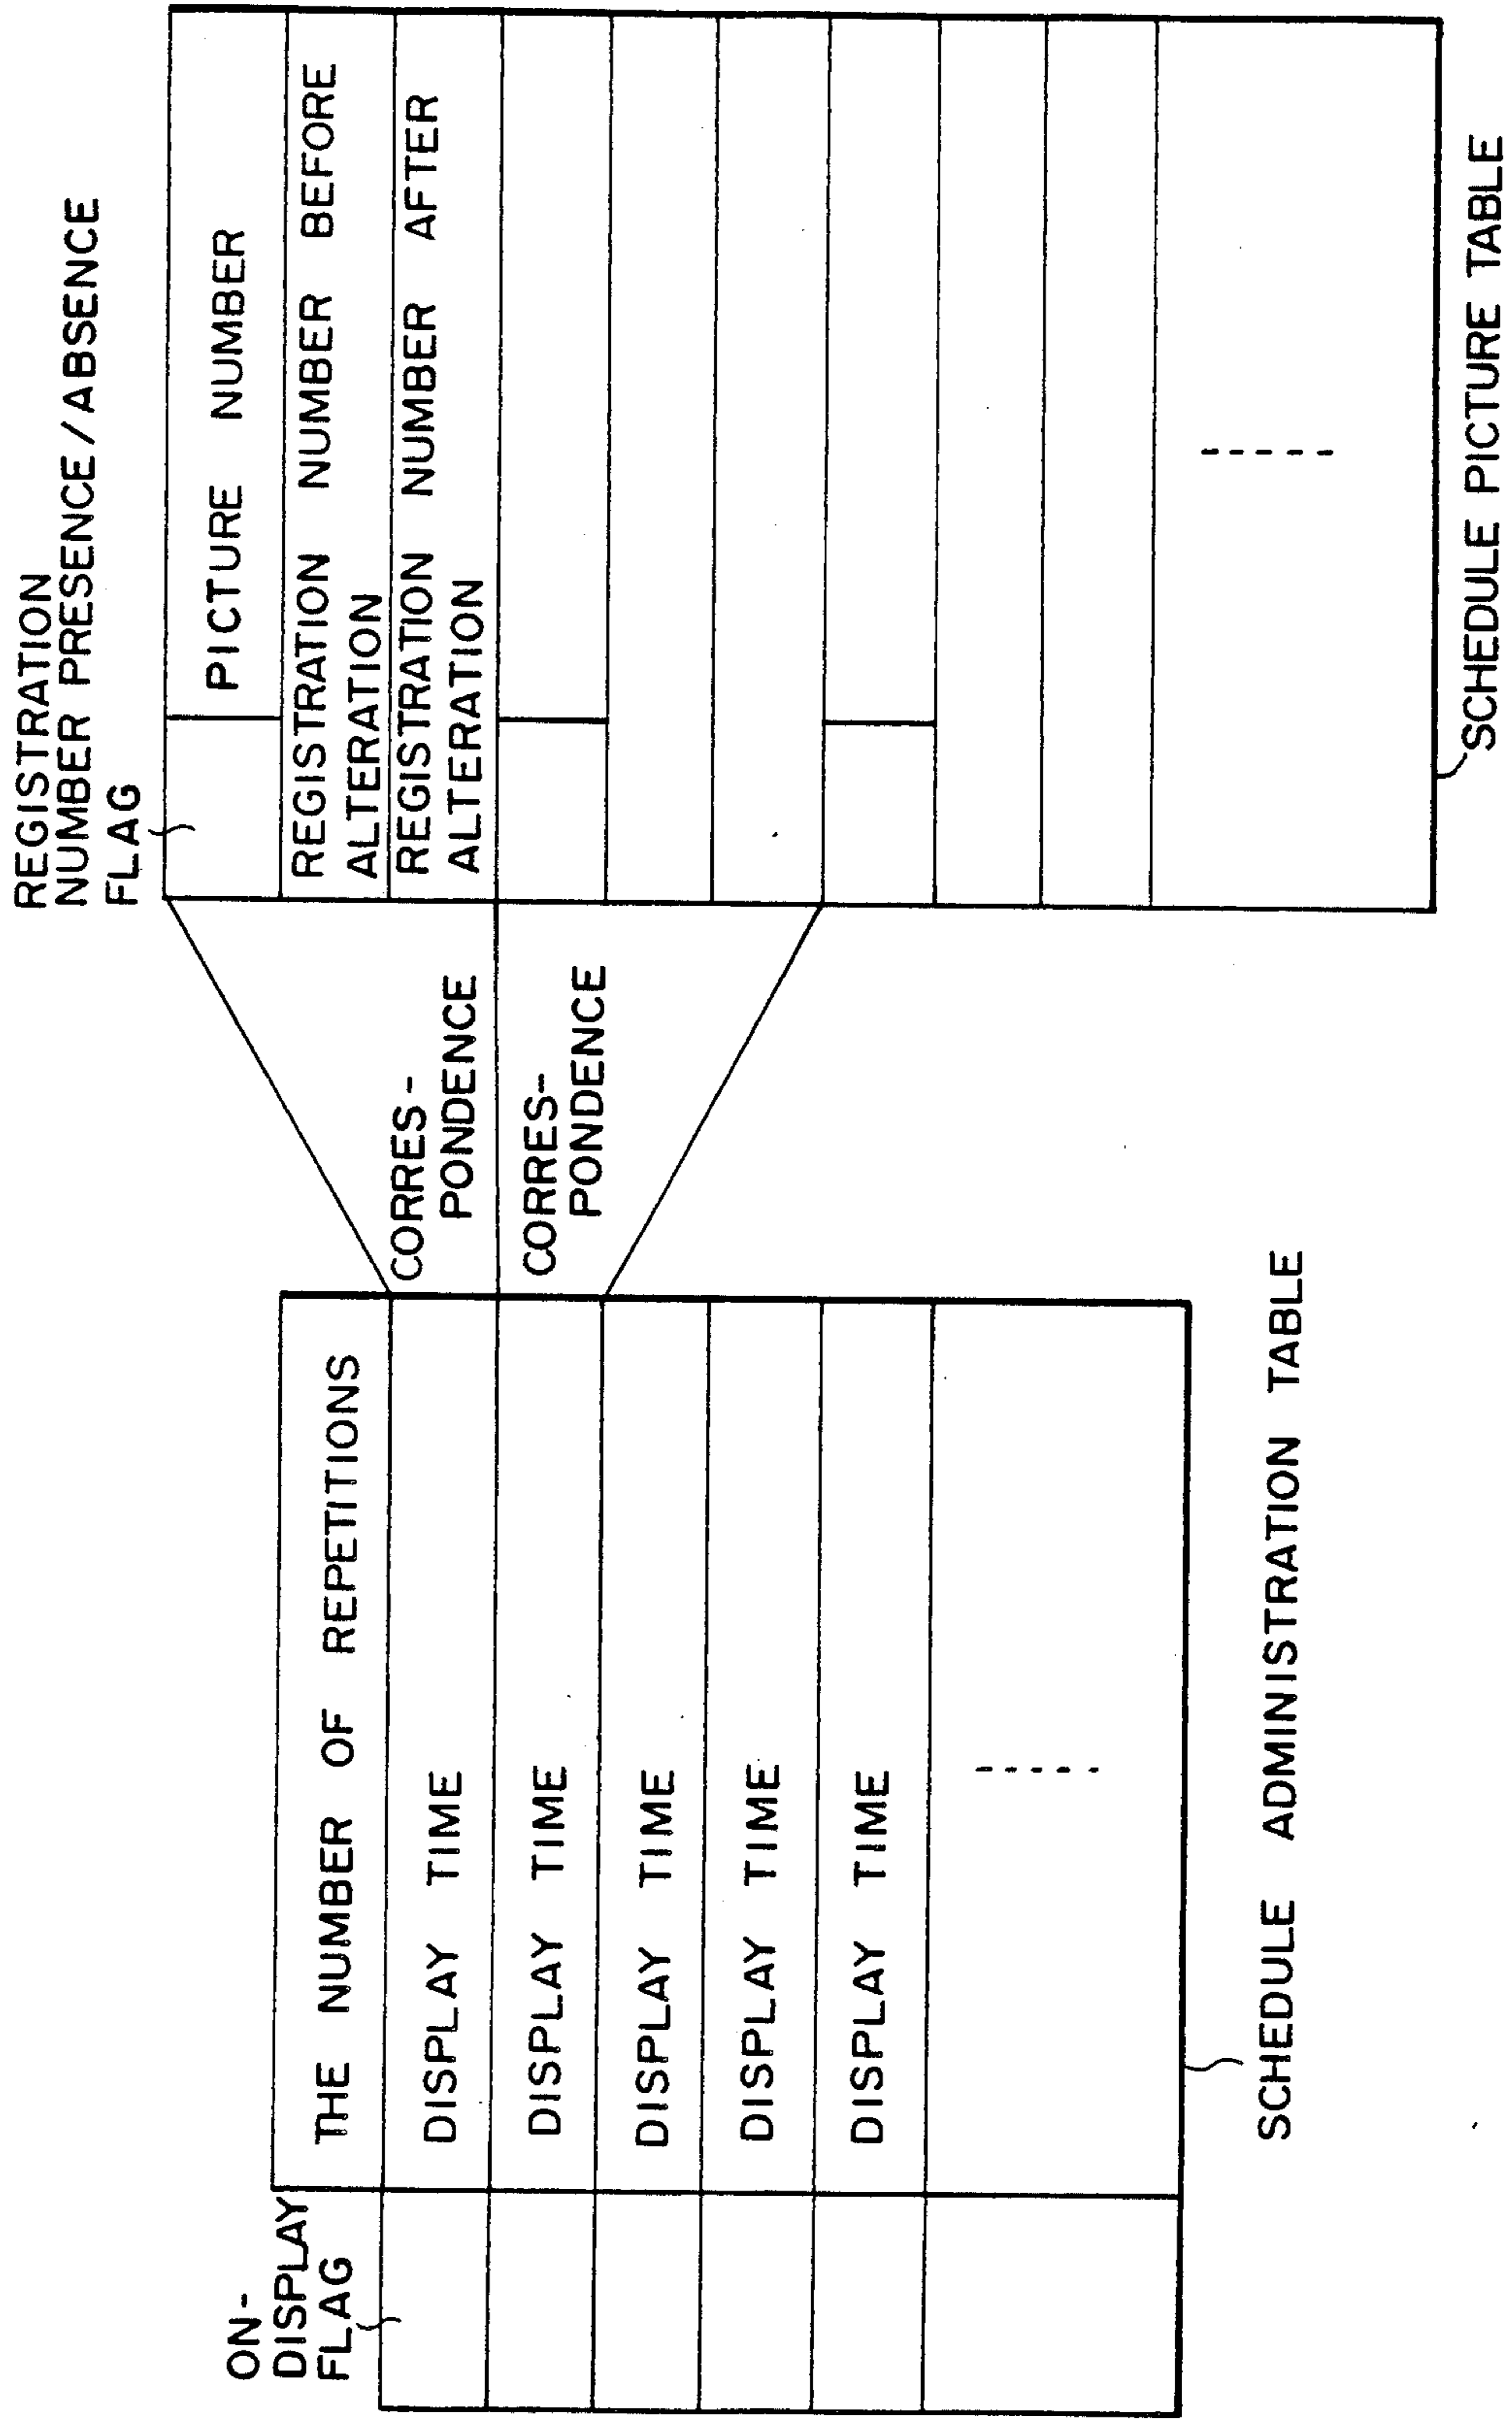 ON-
DISPLAY
FLAG
THE NUMBER OF REPETITIONS
DISPLAY TIME
DISPLAY TIME
DISPLAY TIME
DISPLAY TIME
DISPLAY TIME
SCHEDULE ADMINISTRATION TABLE
CORRES-
PONDENCE
CORRES-
PONDENCE
REGISTRATION
NUMBER PRESENCE/ABSENCE
FLAG
PICTURE NUMBER
REGISTRATION NUMBER BEFORE
ALTERATION
REGISTRATION NUMBER AFTER
ALTERATION
SCHEDULE PICTURE TABLE